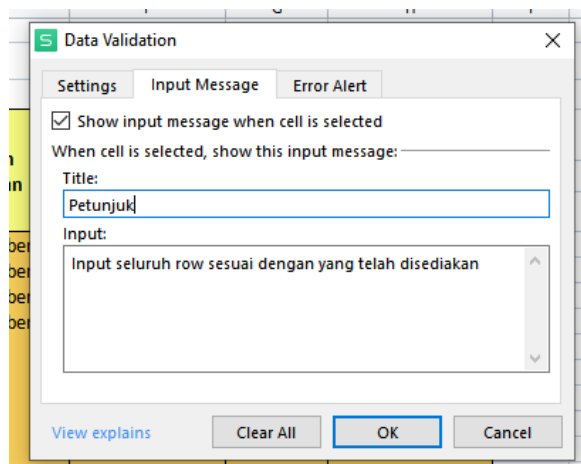 Data Validation
Settings
Input Message
Error Alert
Show input message when cell is selected
When cell is selected, show this input message:
Title:
Petunjuk
Input:
Input seluruh row sesuai dengan yang telah disediakan
View explains
Clear All
OK
Cancel